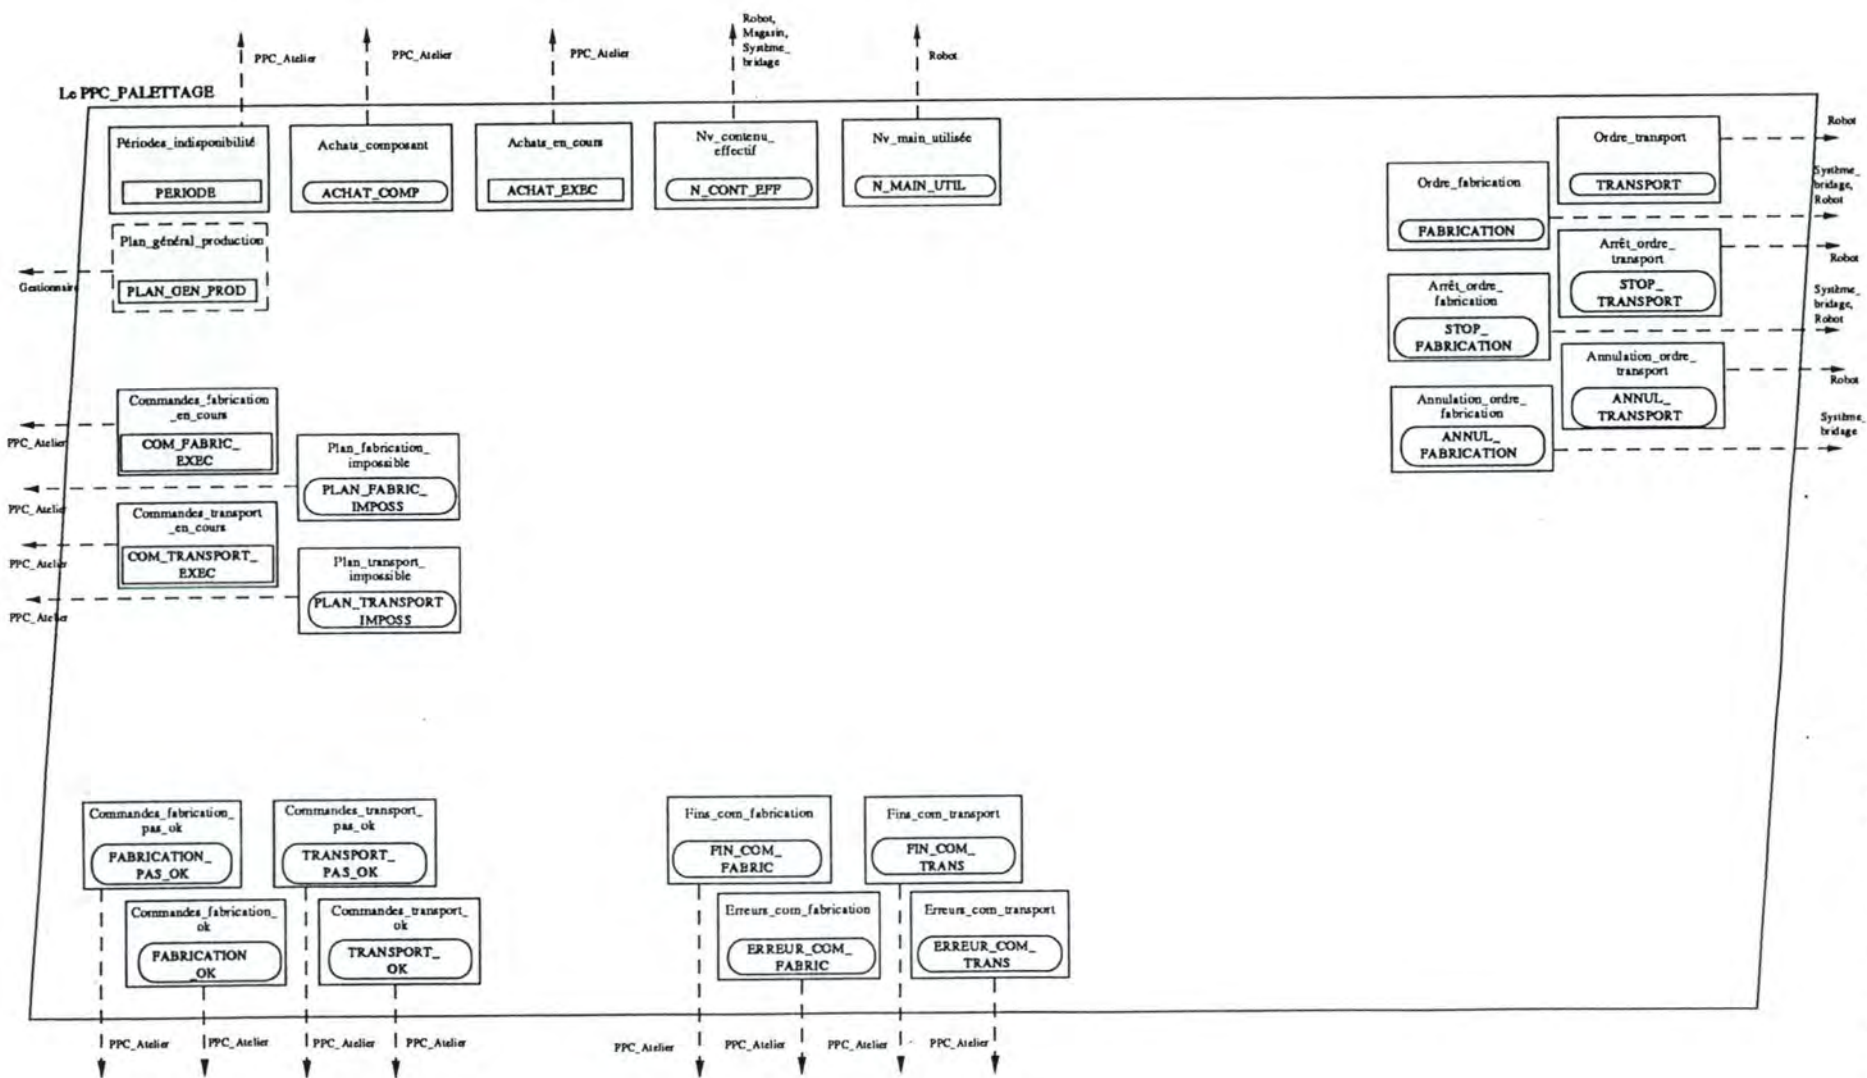 Robot,
Magasin,
Système_
bridage
PPC_Atelier
PPC_Atelier
PPC_Atelier
Robot
Le PPC_PALETTAGE
Périodes_indisponibilité
PERIODE
Achats_composant
ACHAT_COMP
Achats_en_cours
ACHAT_EXEC
Nv_contenu_
effectif
N_CONT_EFF
Nv_main_utilisée
N_MAIN_UTIL
Ordre_transport
TRANSPORT
Robot
Ordre_fabrication
FABRICATION
Système_
bridage,
Robot
Plan_général_production
PLAN_GEN_PROD
Gestionnaire
Arrêt_ordre_
transport
STOP_
TRANSPORT
Robot
Arrêt_ordre_
fabrication
STOP_
FABRICATION
Système_
bridage,
Robot
Annulation_ordre_
transport
ANNUL_
TRANSPORT
Robot
Annulation_ordre_
fabrication
ANNUL_
FABRICATION
Système_
bridage
Commandes_fabrication
_en_cours
COM_FABRIC_
EXEC
PPC_Atelier
Plan_fabrication_
impossible
PLAN_FABRIC_
IMPOSS
PPC_Atelier
Commandes_transport
_en_cours
COM_TRANSPORT_
EXEC
PPC_Atelier
Plan_transport_
impossible
PLAN_TRANSPORT
IMPOSS
PPC_Atelier
Commandes_fabrication_
pas_ok
FABRICATION_
PAS_OK
Commandes_transport_
pas_ok
TRANSPORT_
PAS_OK
Fins_com_fabrication
FIN_COM_
FABRIC
Fins_com_transport
FIN_COM_
TRANS
Commandes_fabrication_
ok
FABRICATION
_OK
Commandes_transport_
ok
TRANSPORT_
OK
Erreurs_com_fabrication
ERREUR_COM_
FABRIC
Erreurs_com_transport
ERREUR_COM_
TRANS
PPC_Atelier
PPC_Atelier
PPC_Atelier
PPC_Atelier
PPC_Atelier
PPC_Atelier
PPC_Atelier
PPC_Atelier